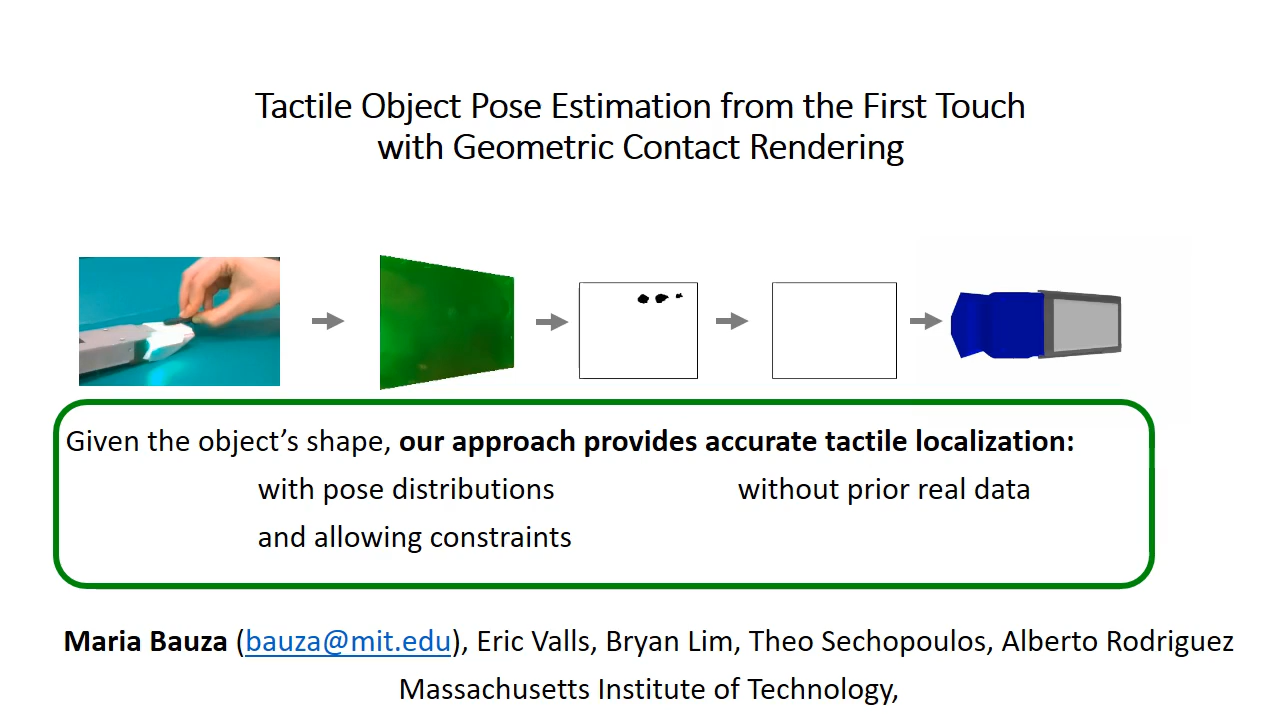 Tactile Object Pose Estimation from the First Touch
with Geometric Contact Rendering
Given the object’s shape, our approach provides accurate tactile localization:
with pose distributions without prior real data
and allowing constraints
Maria Bauza (bauza@mit.edu), Eric Valls, Bryan Lim, Theo Sechopoulos, Alberto Rodriguez
Massachusetts Institute of Technology,